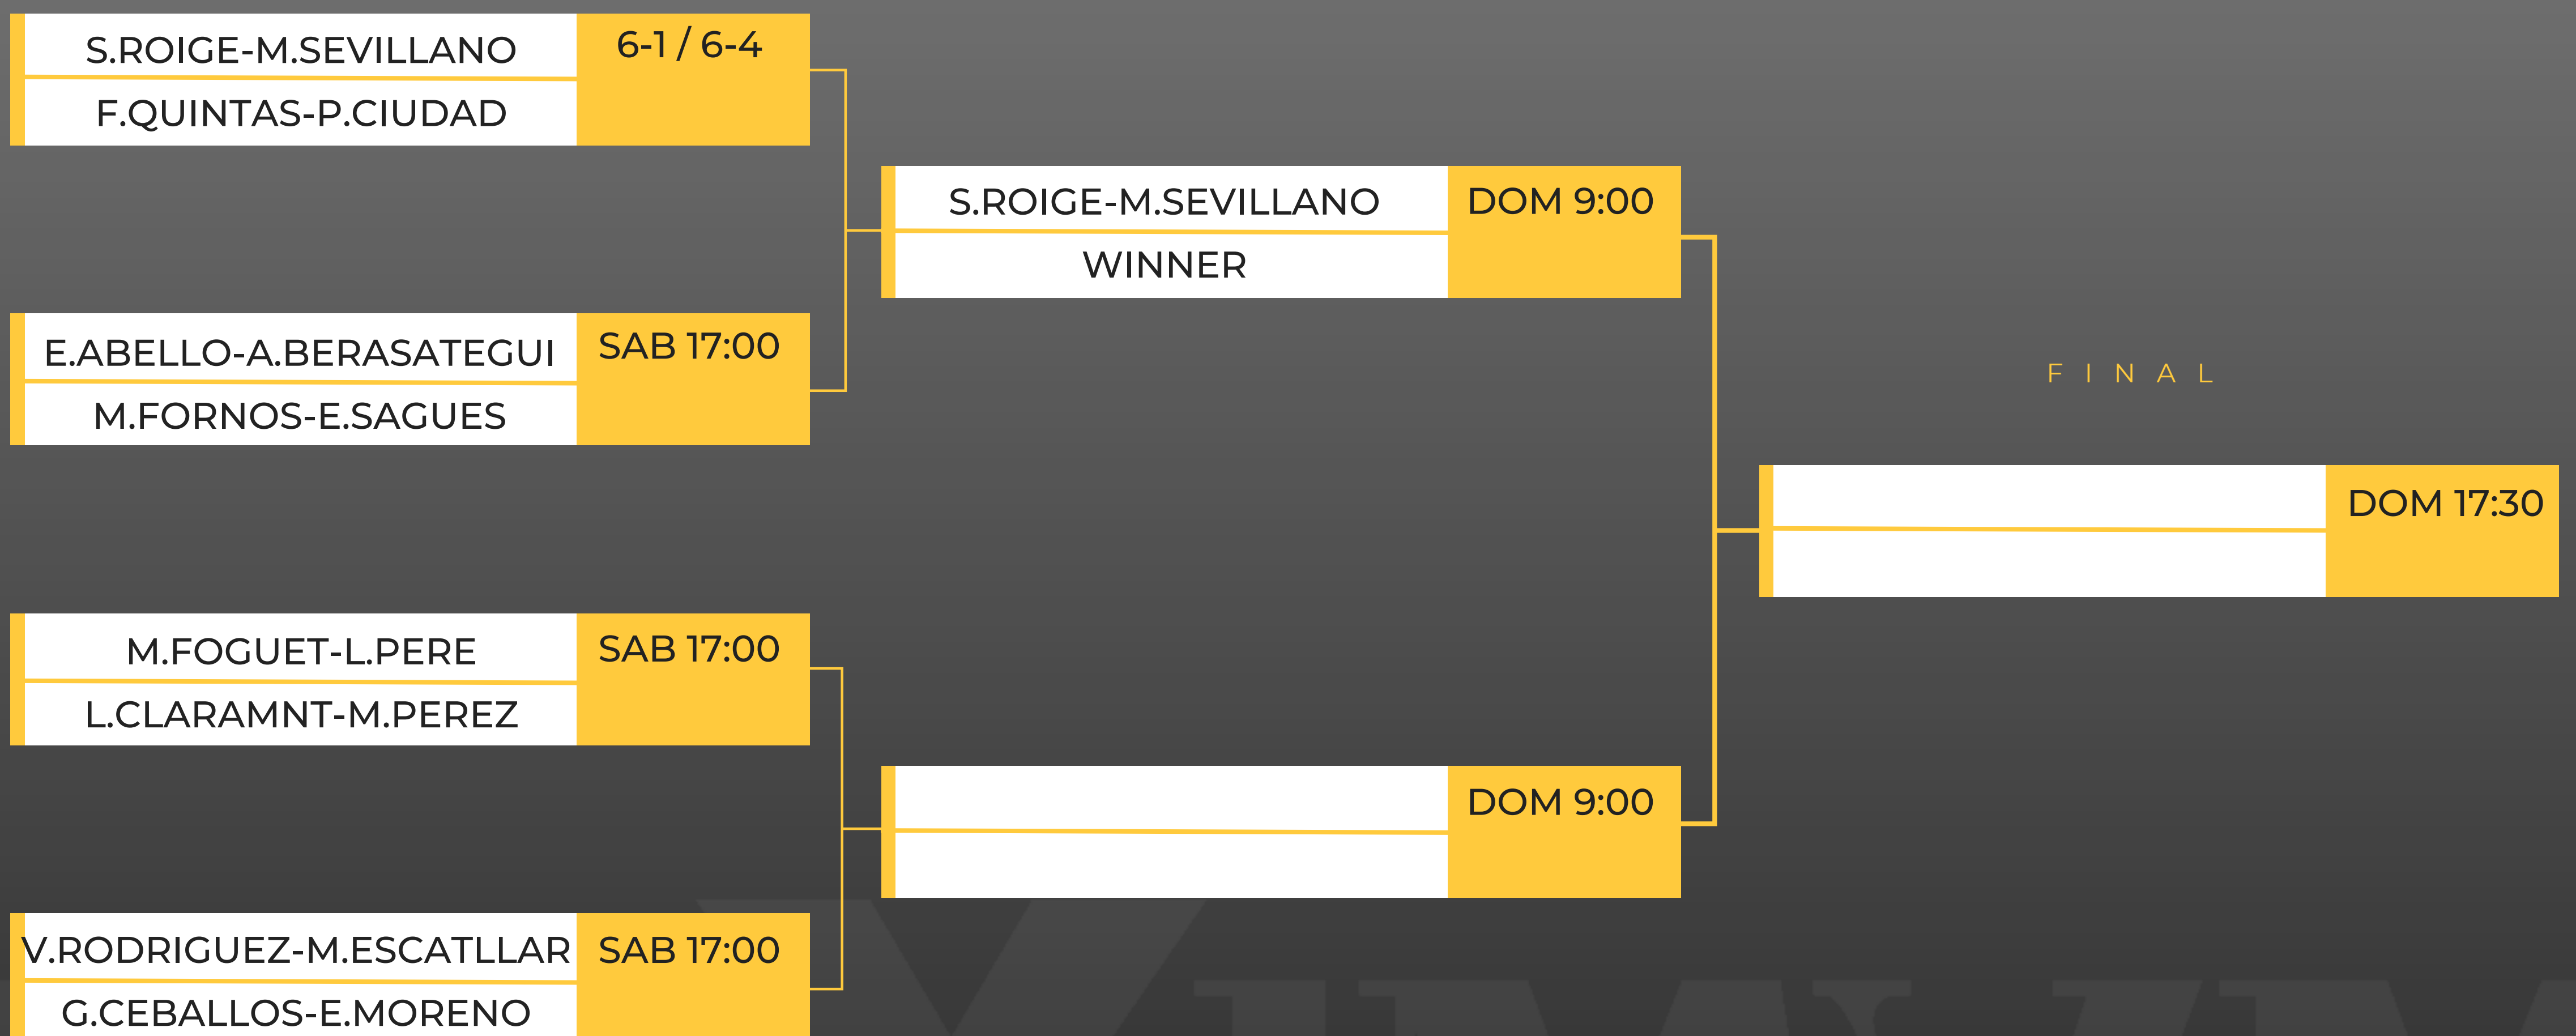 S.ROIGE-M.SEVILLANO
6-1 / 6-4
F.QUINTAS-P.CIUDAD
E.ABELLO-A.BERASATEGUI
SAB 17:00
M.FORNOS-E.SAGUES
M.FOGUET-L.PERE
SAB 17:00
L.CLARAMNT-M.PEREZ
V.RODRIGUEZ-M.ESCATLLAR
SAB 17:00
G.CEBALLOS-E.MORENO
S.ROIGE-M.SEVILLANO
DOM 9:00
WINNER
DOM 9:00
FINAL
DOM 17:30